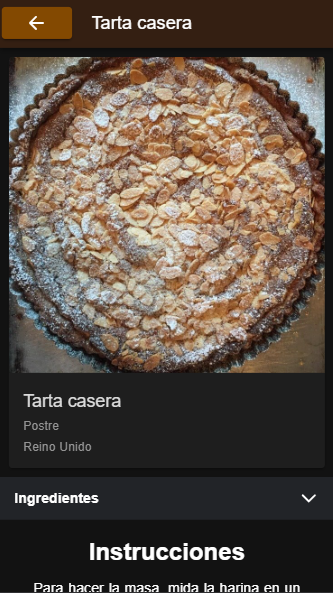 Tarta casera
Tarta casera
Postre
Reino Unido
Ingredientes
Instrucciones
Para hacer la masa, mida la harina en un